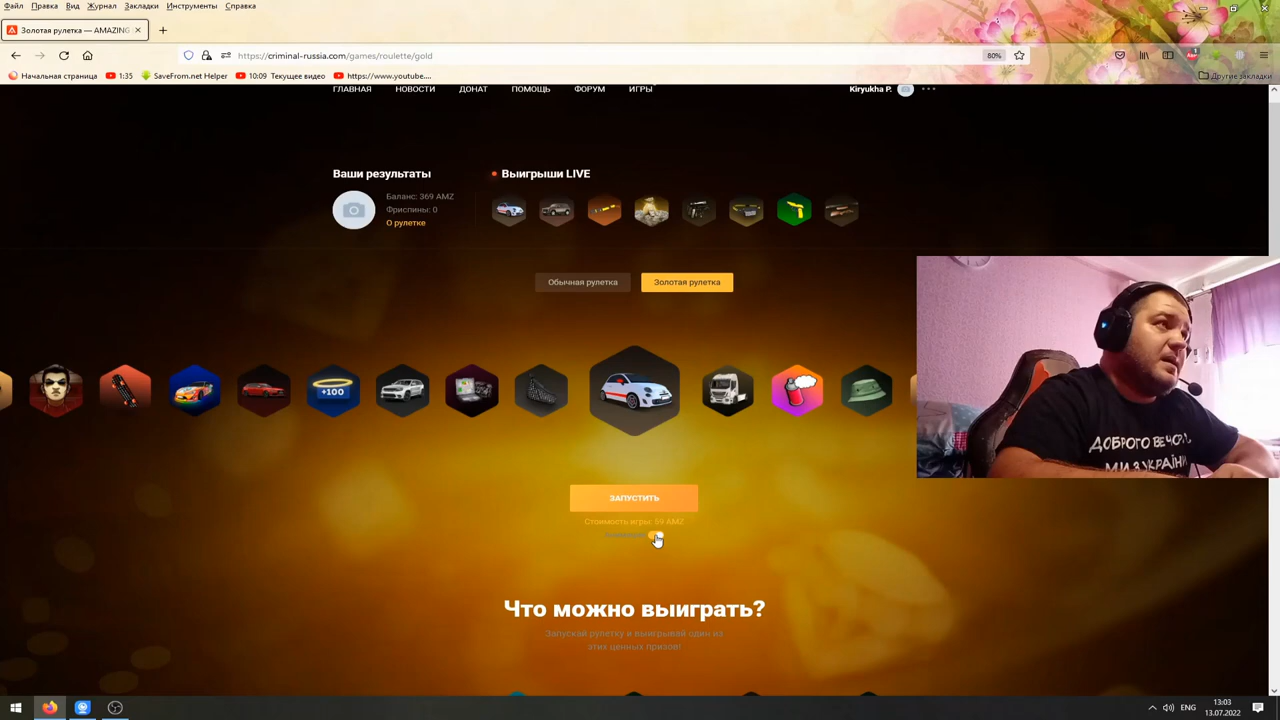 Файл Правка Вид Журнал Закладки Инструменты Справка
Золотая рулетка — AMAZING
https://criminal-russia.com/games/roulette/gold
80%
Начальная страница 1:35 SaveFrom.net Helper 10:09 Текущее видео https://www.youtube.... Другие закладки
ГЛАВНАЯ НОВОСТИ ДОНАТ ПОМОЩЬ ФОРУМ ИГРЫ Kiryukha P.
Ваши результаты
Баланс: 369 AMZ
Фриспины: 0
О рулетке
Выигрыши LIVE
Обычная рулетка Золотая рулетка
+100
ДОБРОГО ВЕЧОРА,
МИ З УКРАЇНИ
ЗАПУСТИТЬ
Стоимость игры: 59 AMZ
Что можно выиграть?
Запускай рулетку и выигрывай один из
этих ценных призов!
ENG
13:03
13.07.2022